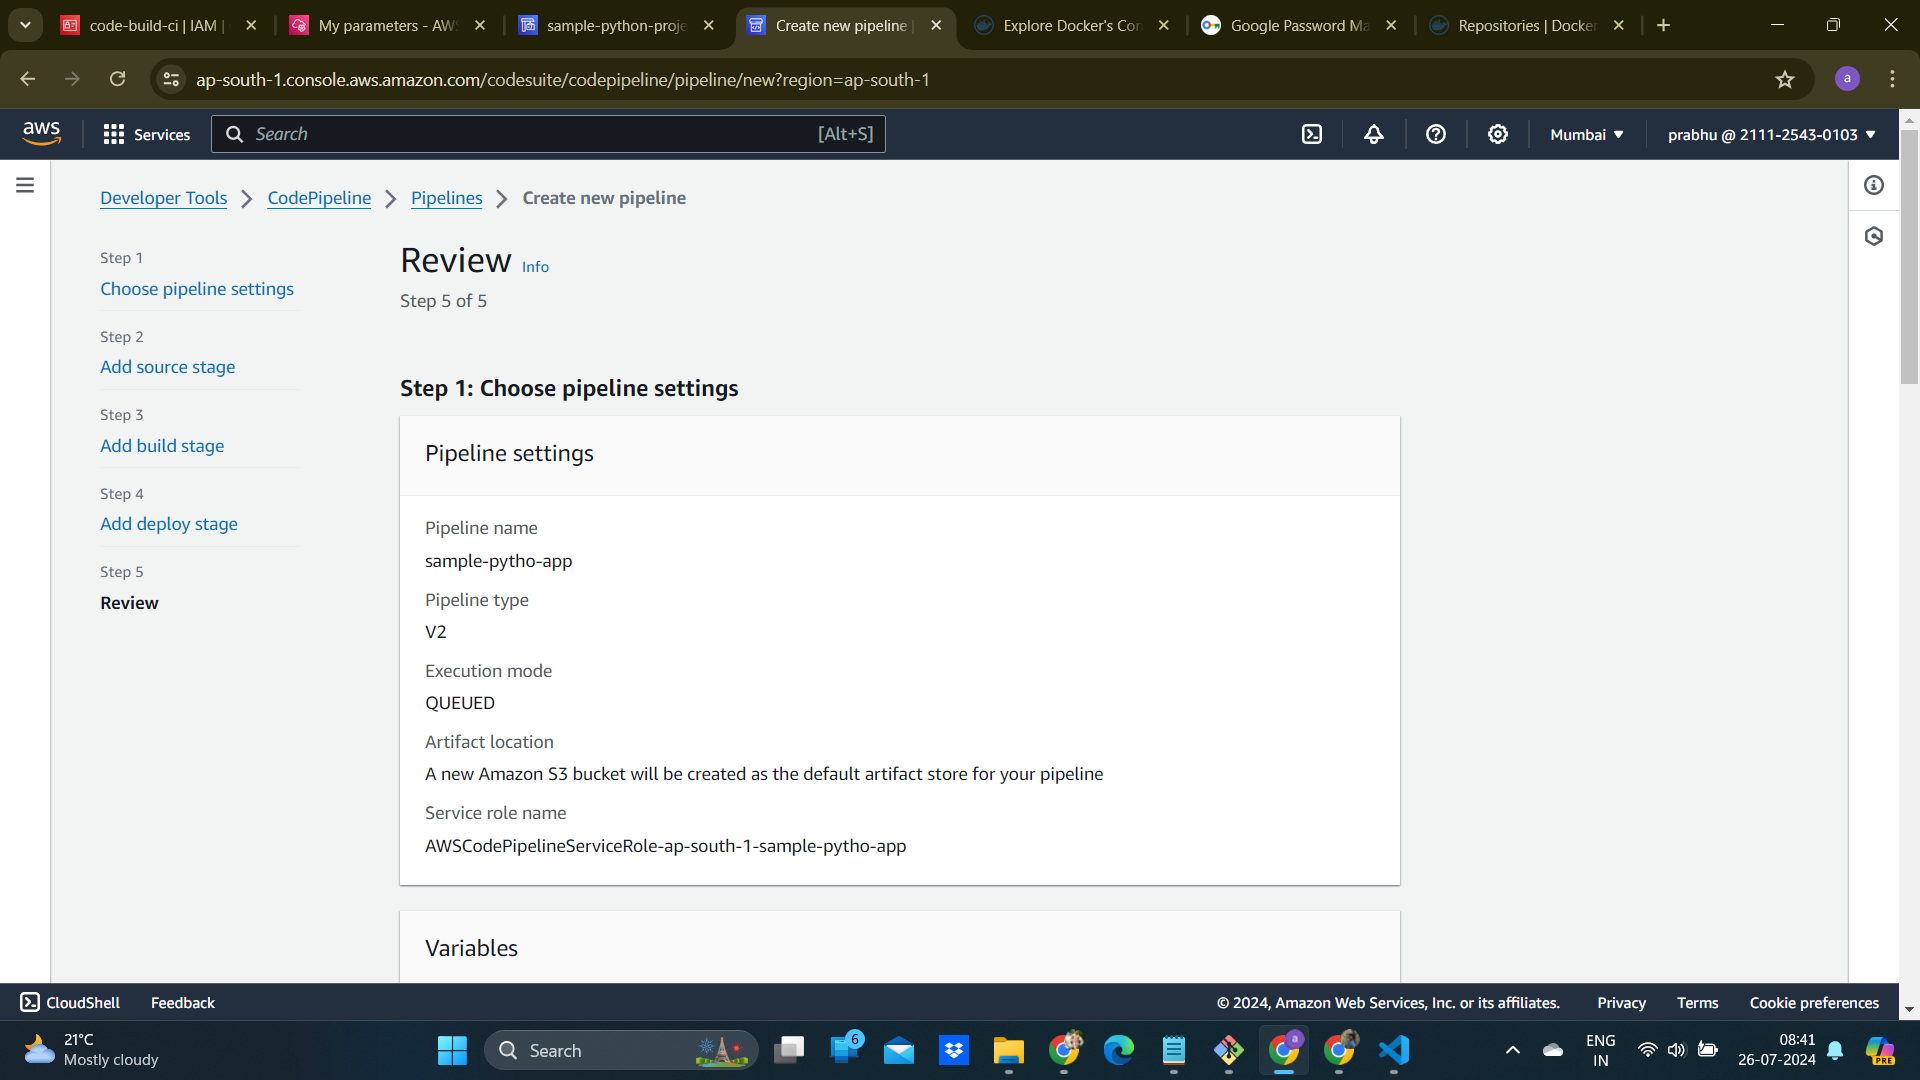 code-build-ci | IAM |
My parameters - AWS
sample-python-proje
Create new pipeline |
Explore Docker's Con
Google Password Ma
Repositories | Docker
ap-south-1.console.aws.amazon.com/codesuite/codepipeline/pipeline/new?region=ap-south-1
a
aws
Services
Search
[Alt+S]
Mumbai
prabhu @ 2111-2543-0103
Developer Tools
CodePipeline
Pipelines
Create new pipeline
Step 1
Choose pipeline settings
Step 2
Add source stage
Step 3
Add build stage
Step 4
Add deploy stage
Step 5
Review
Review Info
Step 5 of 5
Step 1: Choose pipeline settings
Pipeline settings
Pipeline name
sample-pytho-app
Pipeline type
V2
Execution mode
QUEUED
Artifact location
A new Amazon S3 bucket will be created as the default artifact store for your pipeline
Service role name
AWSCodePipelineServiceRole-ap-south-1-sample-pytho-app
Variables
CloudShell
Feedback
© 2024, Amazon Web Services, Inc. or its affiliates.
Privacy
Terms
Cookie preferences
21°C
Mostly cloudy
Search
6
a
ENG
IN
08:41
26-07-2024
PRE